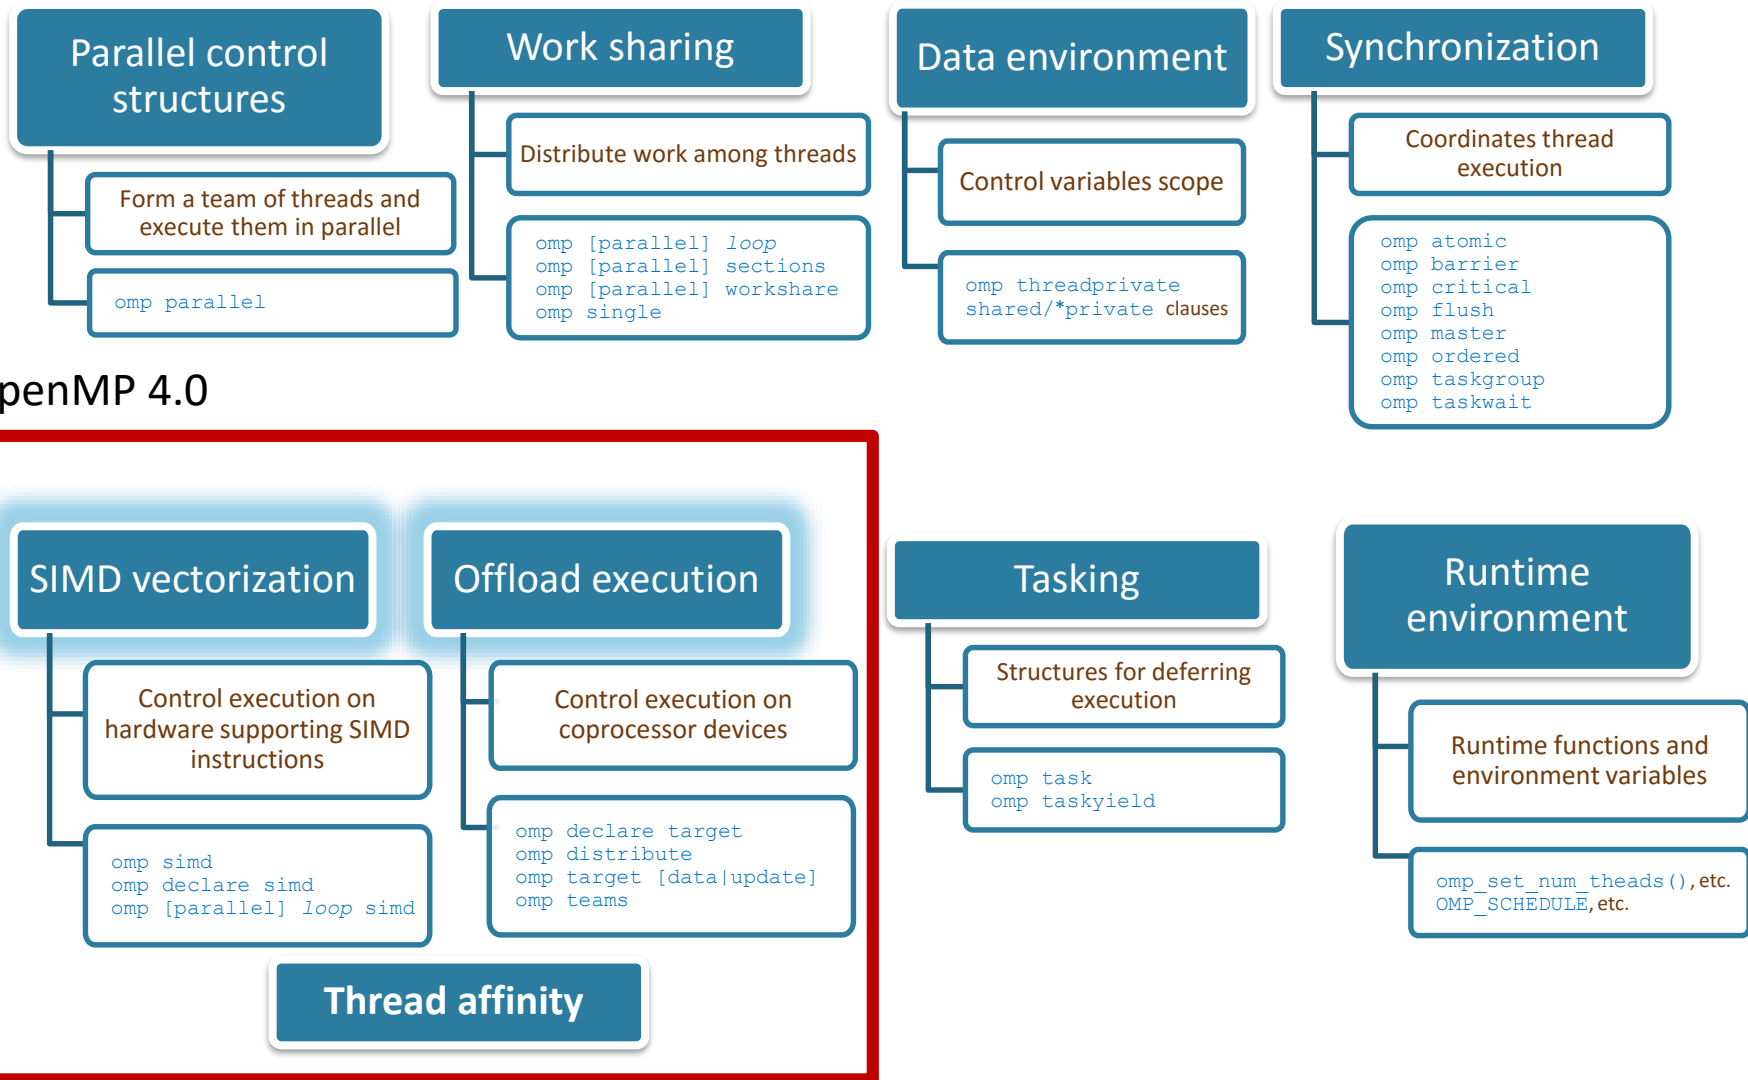 Parallel control
structures
Form a team of threads and
execute them in parallel
omp parallel
Work sharing
Distribute work among threads
omp [parallel] loop
omp [parallel] sections
omp [parallel] workshare
omp single
Data environment
Control variables scope
omp threadprivate
shared/*private clauses
Synchronization
Coordinates thread
execution
omp atomic
omp barrier
omp critical
omp flush
omp master
omp ordered
omp taskgroup
omp taskwait
penMP 4.0
SIMD vectorization
Control execution on
hardware supporting SIMD
instructions
omp simd
omp declare simd
omp [parallel] loop simd
Offload execution
Control execution on
coprocessor devices
omp declare target
omp distribute
omp target [data|update]
omp teams
Thread affinity
Tasking
Structures for deferring
execution
omp task
omp taskyield
Runtime
environment
Runtime functions and
environment variables
omp_set_num_theads(), etc.
OMP_SCHEDULE, etc.